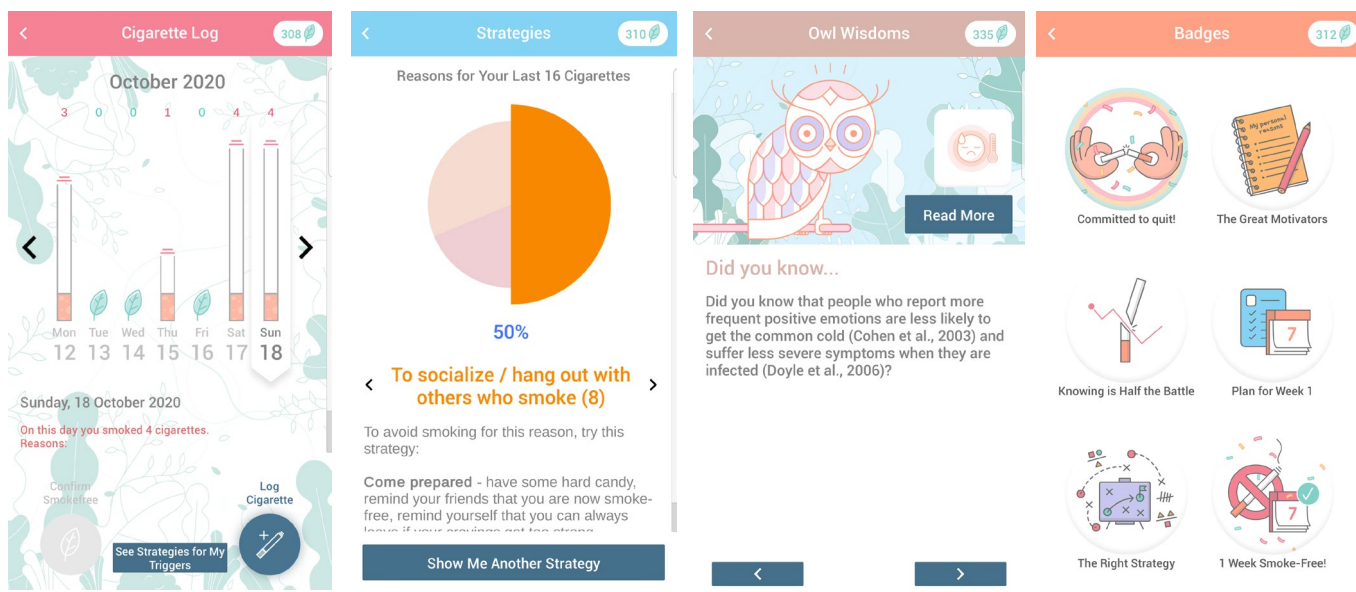 Cigarette Log
308
October 2020
3 0 0 1 0 4 4
Mon Tue Wed Thu Fri Sat Sun
12 13 14 15 16 17 18
Sunday, 18 October 2020
On this day you smoked 4 cigarettes.
Reasons:
Confirm
Smokefree
Log
Cigarette
See Strategies for My
Triggers
Strategies
310
Reasons for Your Last 16 Cigarettes
50%
To socialize / hang out with
others who smoke (8)
To avoid smoking for this reason, try this
strategy:
Come prepared - have some hard candy,
remind your friends that you are now smoke-
free, remind yourself that you can always
leave if your cravings get too strong
Show Me Another Strategy
Owl Wisdoms
335
Read More
Did you know...
Did you know that people who report more
frequent positive emotions are less likely to
get the common cold (Cohen et al., 2003) and
suffer less severe symptoms when they are
infected (Doyle et al., 2006)?
Badges
312
My personal
reasons
Committed to quit!
The Great Motivators
7
Knowing is Half the Battle
Plan for Week 1
7
The Right Strategy
1 Week Smoke-Free!